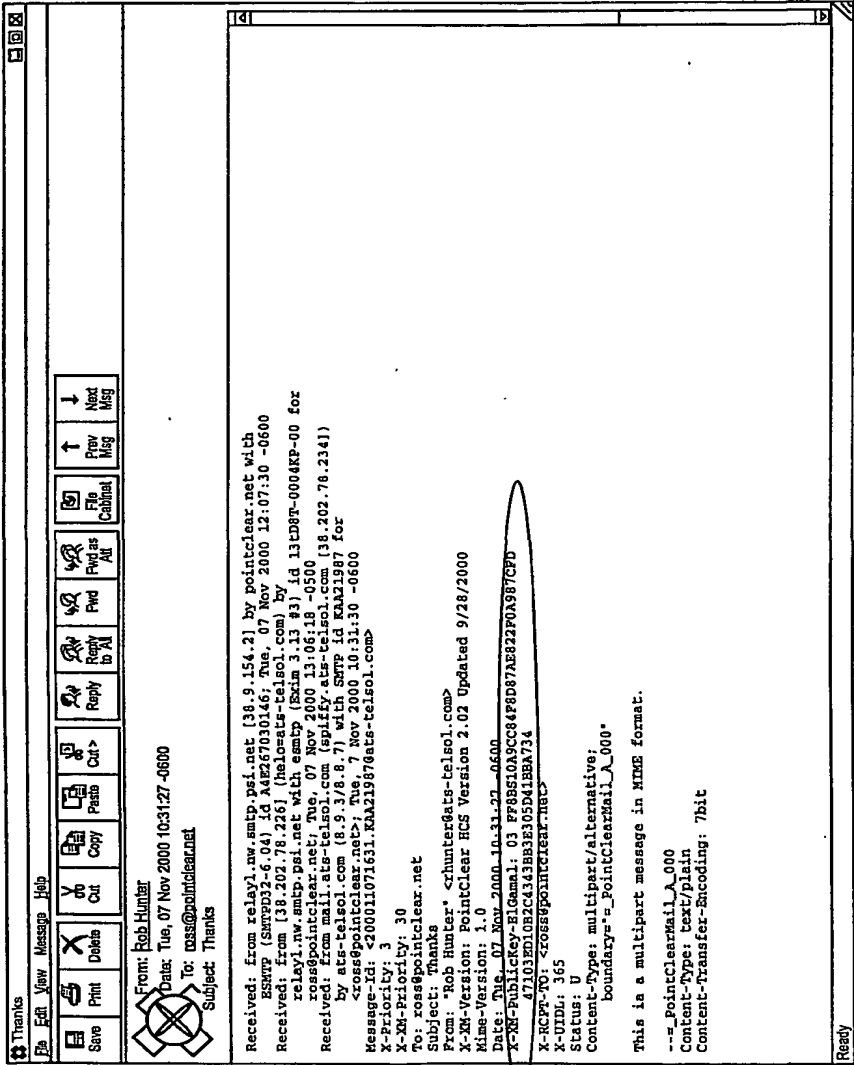 Thanks
File Edit View Message Help
Save Print Delete Cut Copy Paste Cut> Reply Reply to All Fwd Fwd as Att File Cabinet Prev Msg Next Msg
From: Rob Hunter
Date: Tue, 07 Nov 2000 10:31:27 -0600
To: ross@pointclear.net
Subject: Thanks
Received: from relay1.nw.smtp.psi.net [38.9.154.2] by pointclear.net with
ESMTP (SMTPD32-6.04) id A4E267030146; Tue, 07 Nov 2000 12:07:30 -0600
Received: from [38.202.78.226] (helo=ats-telsol.com) by
relay1.nw.smtp.psi.net with esmtp (Exim 3.13 #3) id 13tD8T-0004KP-00 for
ross@pointclear.net; Tue, 07 Nov 2000 13:06:18 -0500
Received: from mail.ats-telsol.com (spiffy.ats-telsol.com [38.202.78.234])
by ats-telsol.com (8.9.3/8.8.7) with SMTP id KAA21987 for
<ross@pointclear.net>; Tue, 7 Nov 2000 10:31:30 -0600
Message-Id: <200011071631.KAA21987@ats-telsol.com>
X-Priority: 3
X-XM-Priority: 30
To: ross@pointclear.net
Subject: Thanks
From: "Rob Hunter" <rhunter@ats-telsol.com>
X-XM-Version: PointClear HCS Version 2.02 Updated 9/28/2000
Mime-Version: 1.0
Date: Tue, 07 Nov 2000 10:31:27 -0600
X-XM-PublicKey-ElGamal: 03 FF8B510A9CC84F8D87AE822F0A987CFD
47103ED10B2C4343BB3E305D41BBA734
X-RCPT-TO: <ross@pointclear.net>
X-UIDL: 365
Status: U
Content-Type: multipart/alternative;
boundary="=_PointClearMail_A_000"
This is a multipart message in MIME format.
--=_PointClearMail_A_000
Content-Type: text/plain
Content-Transfer-Encoding: 7bit
Ready